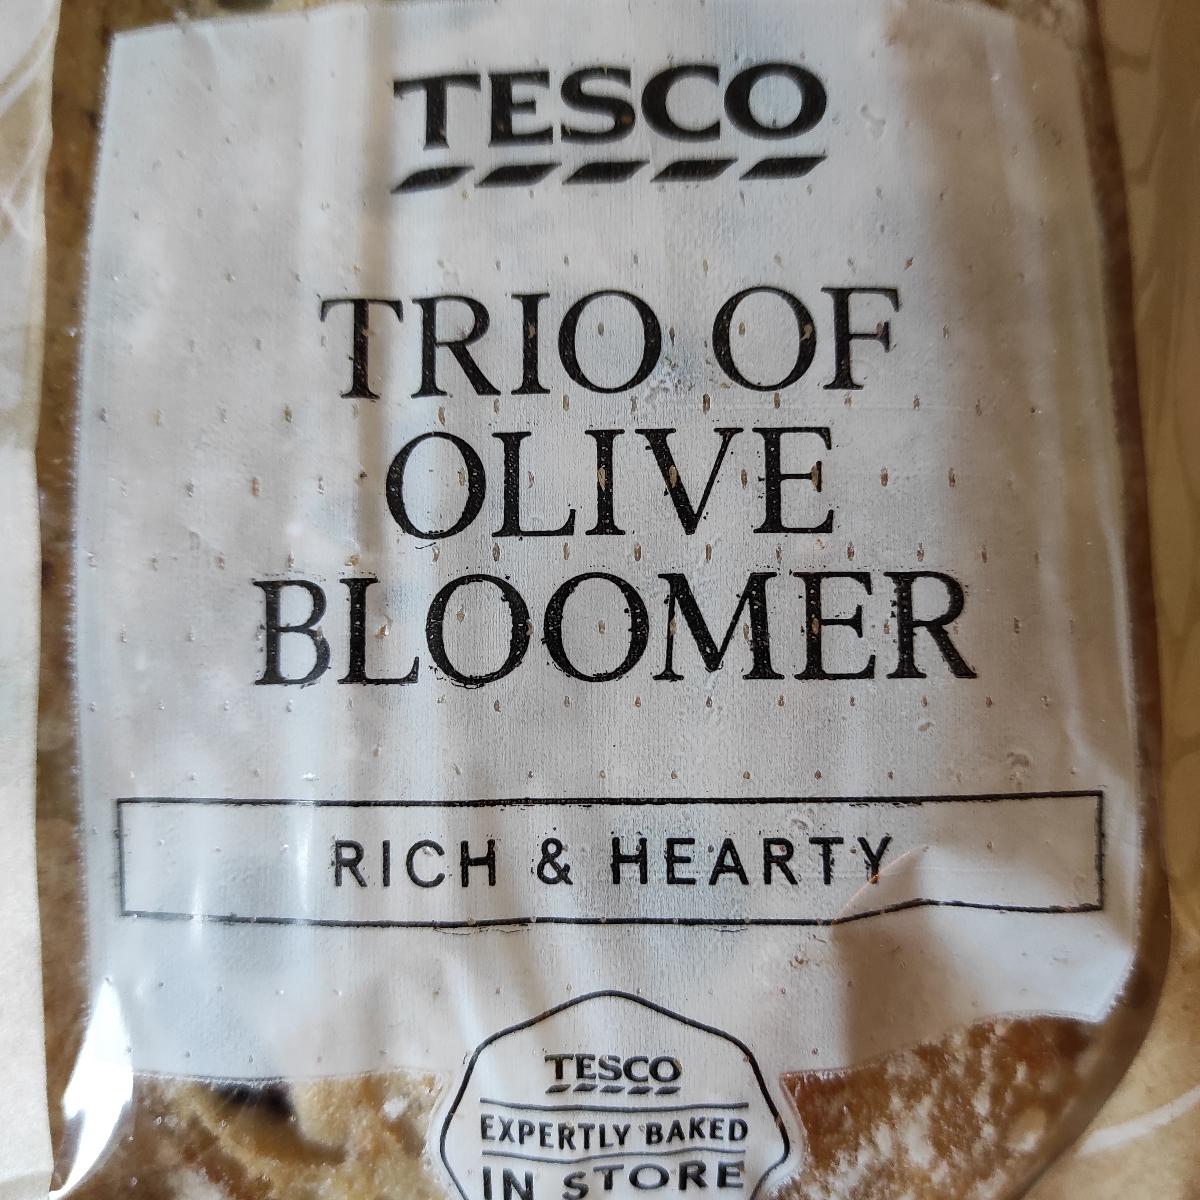 TESCO
TRIO OF
OLIVE
BLOOMER
RICH & HEARTY
TESCO
EXPERTLY BAKED
IN STORE